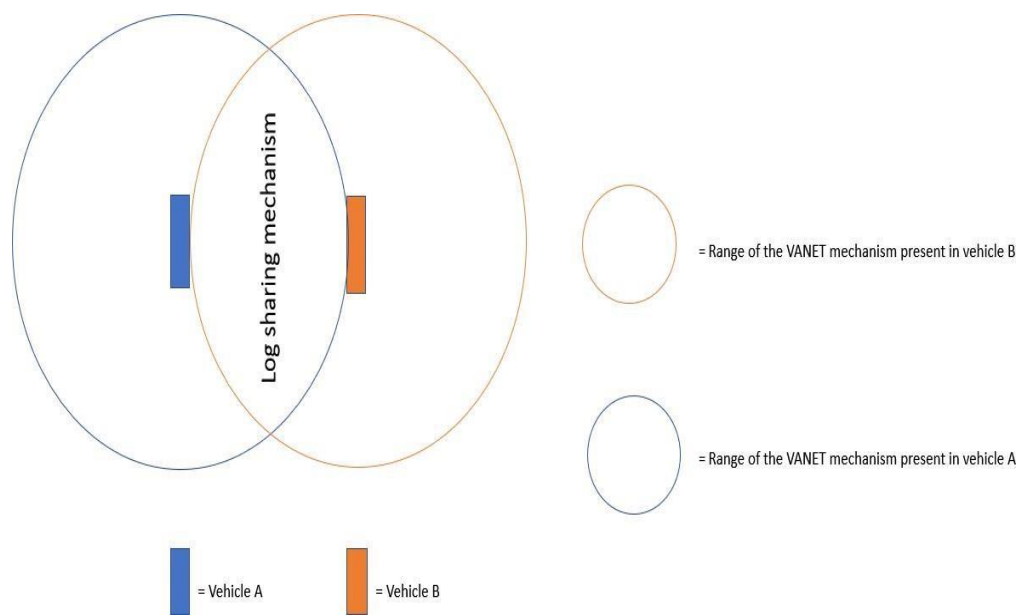 Log sharing mechanism
= Range of the VANET mechanism present in vehicle B
= Range of the VANET mechanism present in vehicle A
= Vehicle A
= Vehicle B